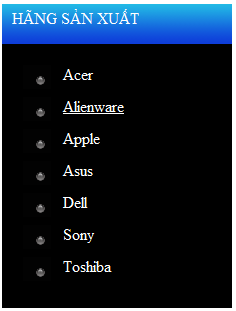 HÃNG SẢN XUẤT
Acer
Alienware
Apple
Asus
Dell
Sony
Toshiba